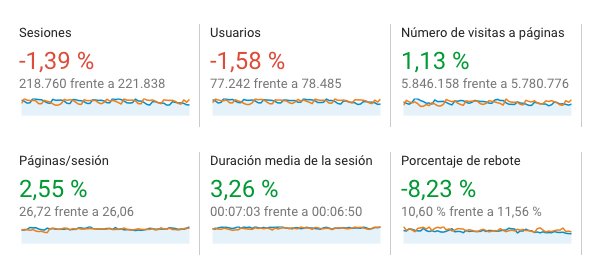 Sesiones
-1,39 %
218.760 frente a 221.838
Usuarios
-1,58 %
77.242 frente a 78.485
Número de visitas a páginas
1,13 %
5.846.158 frente a 5.780.776
Páginas/sesión
2,55 %
26,72 frente a 26,06
Duración media de la sesión
3,26 %
00:07:03 frente a 00:06:50
Porcentaje de rebote
-8,23 %
10,60 % frente a 11,56 %